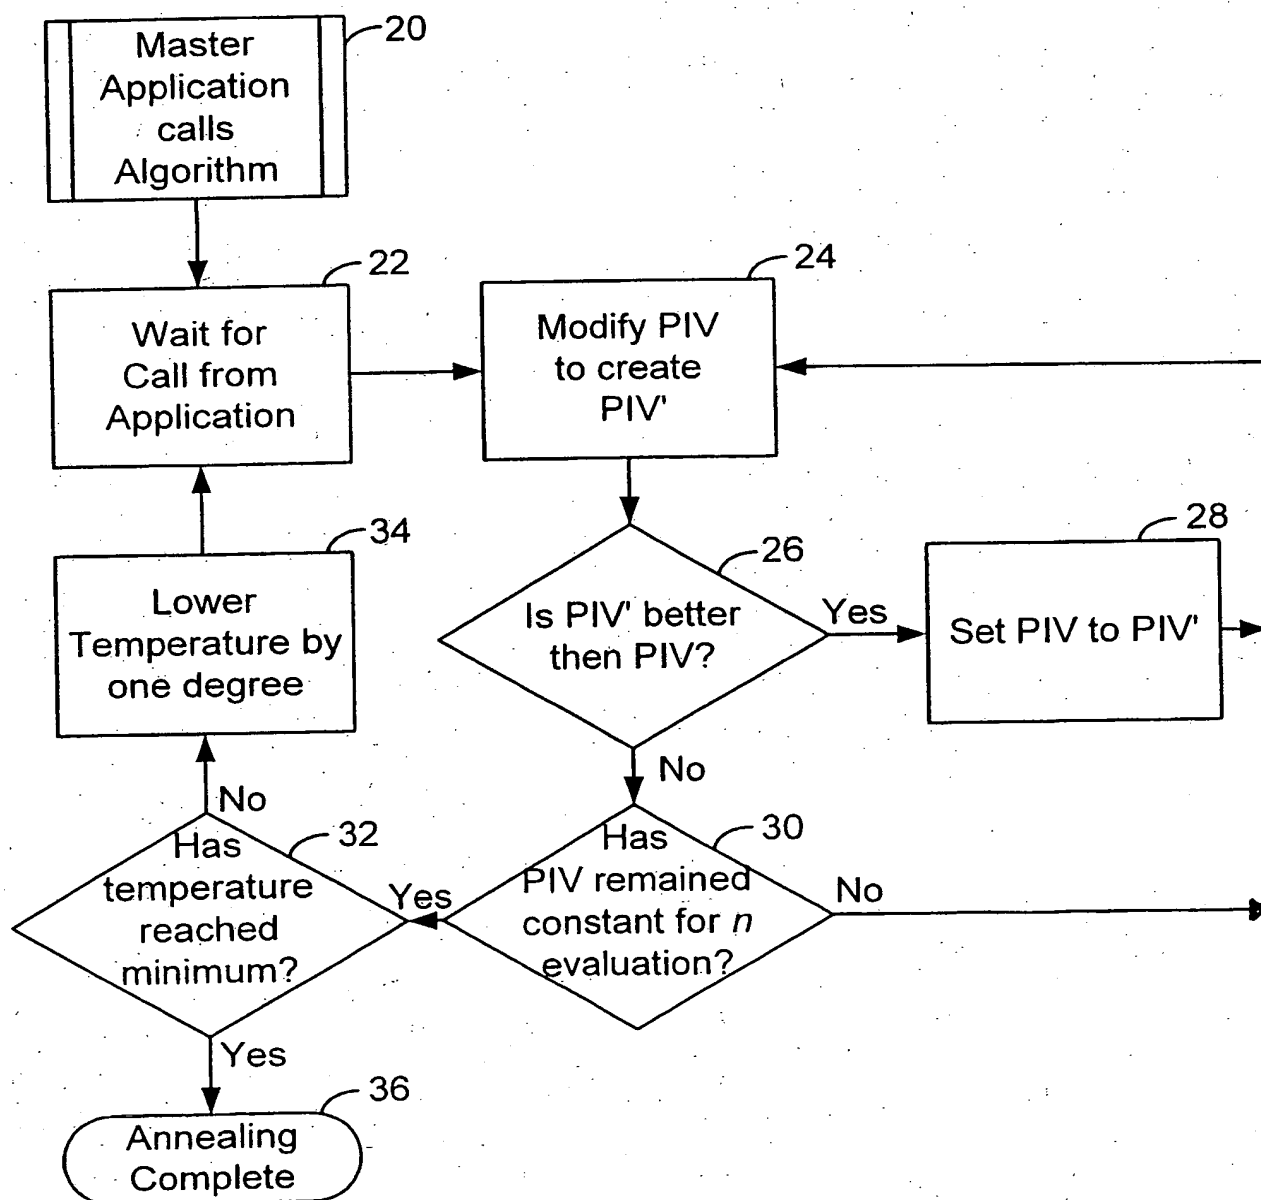 20
Master
Application
calls
Algorithm
22
Wait for
Call from
Application
24
Modify PIV
to create
PIV'
34
Lower
Temperature by
one degree
26
Is PIV' better
then PIV?
Yes
28
Set PIV to PIV'
No
No
32
Has
temperature
reached
minimum?
Yes
30
Has
PIV remained
constant for n
evaluation?
No
Yes
36
Annealing
Complete